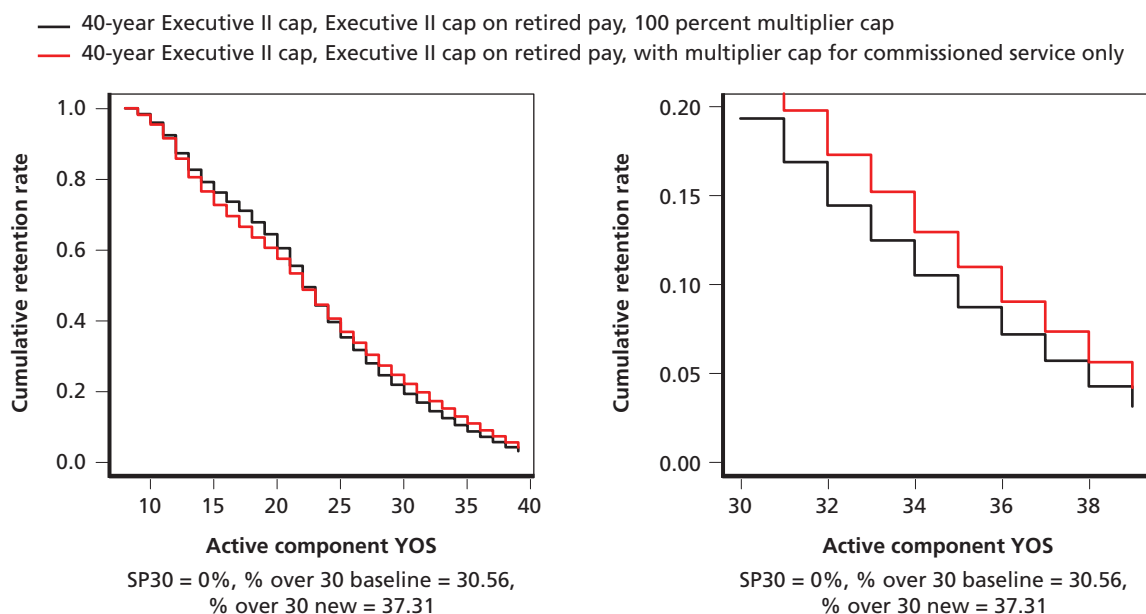 40-year Executive II cap, Executive II cap on retired pay, 100 percent multiplier cap
40-year Executive II cap, Executive II cap on retired pay, with multiplier cap for commissioned service only
Cumulative retention rate
1.0
0.8
0.6
0.4
0.2
0.0
10 15 20 25 30 35 40
Active component YOS
SP30 = 0%, % over 30 baseline = 30.56,
% over 30 new = 37.31
Cumulative retention rate
0.20
0.15
0.10
0.05
0.00
30 32 34 36 38
Active component YOS
SP30 = 0%, % over 30 baseline = 30.56,
% over 30 new = 37.31